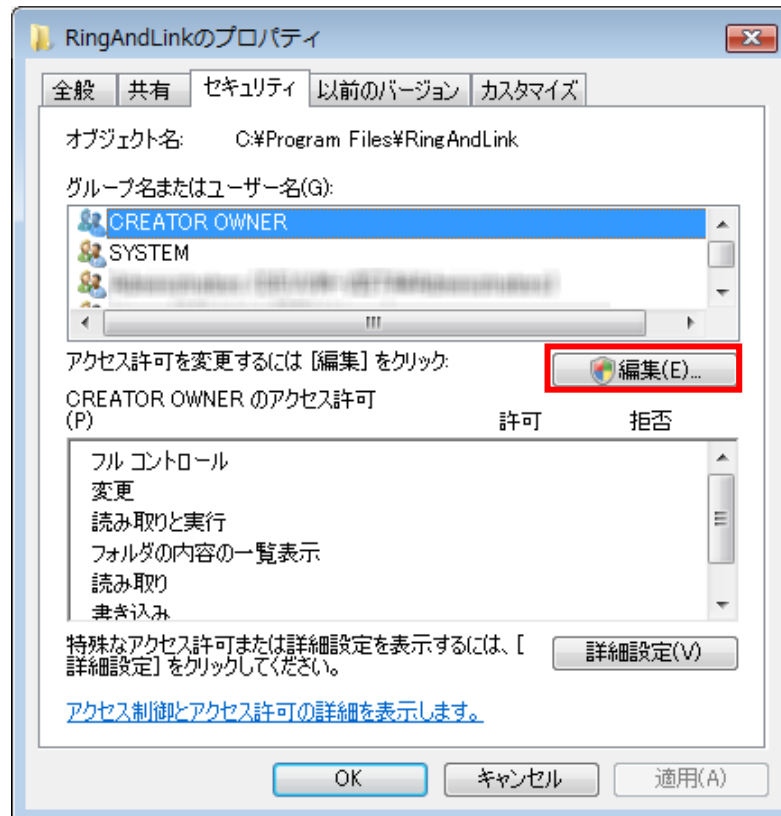 RingAndLinkのプロパティ
全般 共有 セキュリティ 以前のバージョン カスタマイズ
オブジェクト名: C:¥Program Files¥RingAndLink
グループ名またはユーザー名(G):
CREATOR OWNER
SYSTEM
アクセス許可を変更するには [編集] をクリック:
編集(E)...
CREATOR OWNER のアクセス許可
(P) 許可 拒否
フル コントロール
変更
読み取りと実行
フォルダの内容の一覧表示
読み取り
書き込み
特殊なアクセス許可または詳細設定を表示するには、[
詳細設定] をクリックしてください。
詳細設定(V)
アクセス制御とアクセス許可の詳細を表示します。
OK キャンセル 適用(A)